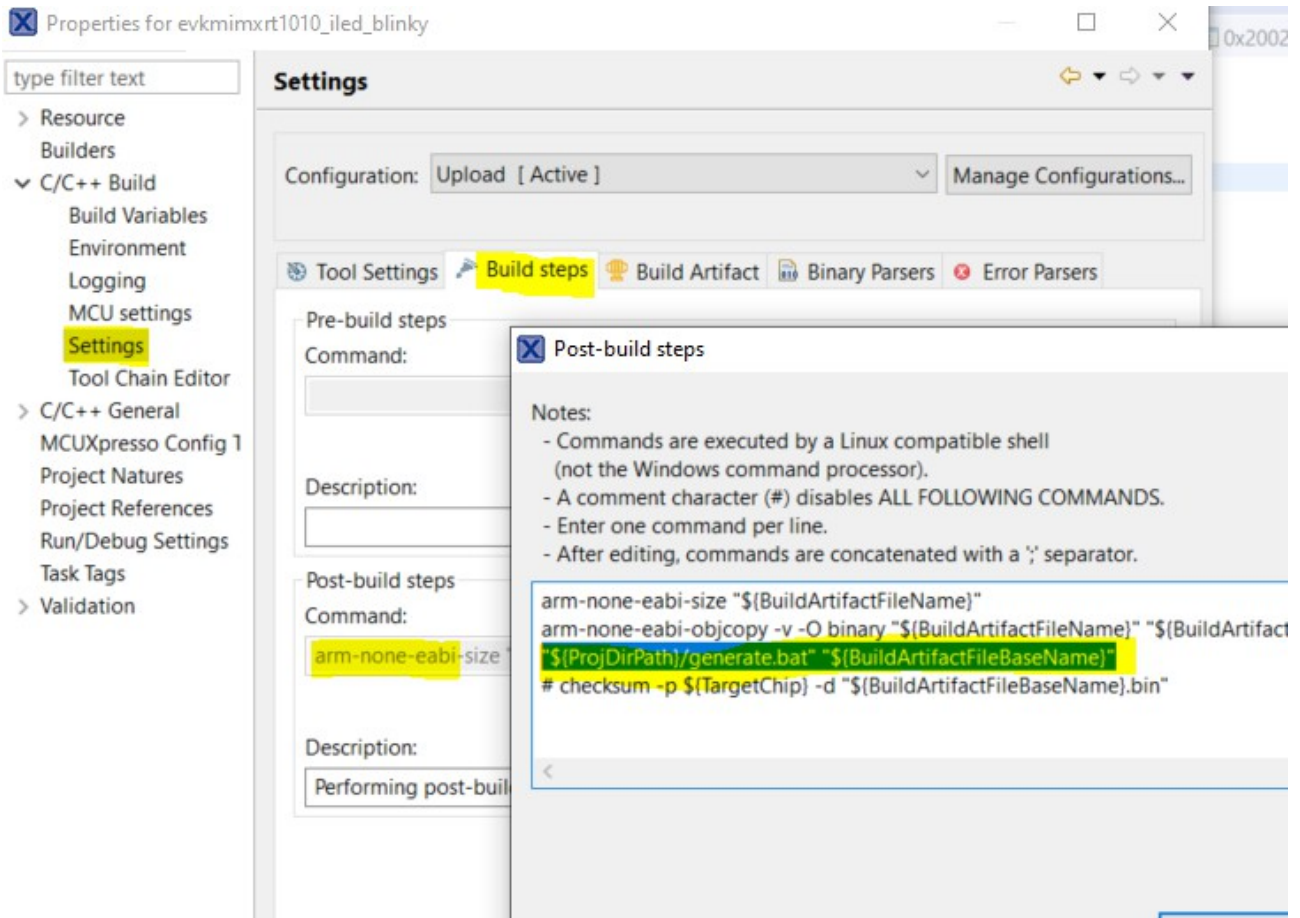 Properties for evkmimxrt1010_iled_blinky
0x2002
type filter text
Resource
Builders
C/C++ Build
Build Variables
Environment
Logging
MCU settings
Settings
Tool Chain Editor
C/C++ General
MCUXpresso Config T
Project Natures
Project References
Run/Debug Settings
Task Tags
Validation
Settings
Configuration: Upload [ Active ] Manage Configurations...
Tool Settings Build steps Build Artifact Binary Parsers Error Parsers
Pre-build steps
Command:
Description:
Post-build steps
Command:
arm-none-eabi-size "
Description:
Performing post-buil
Post-build steps
Notes:
- Commands are executed by a Linux compatible shell
(not the Windows command processor).
- A comment character (#) disables ALL FOLLOWING COMMANDS.
- Enter one command per line.
- After editing, commands are concatenated with a ';' separator.
arm-none-eabi-size "${BuildArtifactFileName}"
arm-none-eabi-objcopy -v -O binary "${BuildArtifactFileName}" "${BuildArtifact
"${ProjDirPath}/generate.bat" "${BuildArtifactFileBaseName}"
# checksum -p ${TargetChip} -d "${BuildArtifactFileBaseName}.bin"